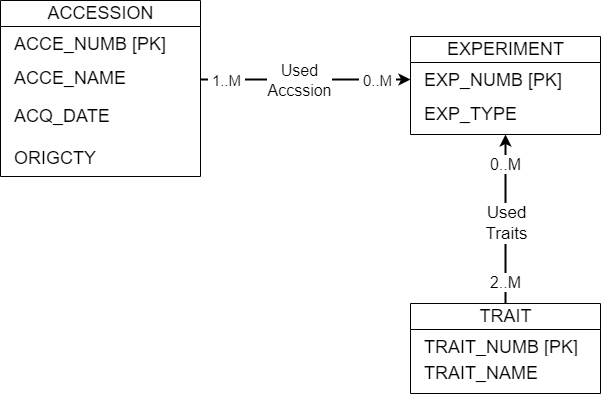 ACCESSION
ACCE_NUMB [PK]
ACCE_NAME
ACQ_DATE
ORIGCTY
1..M
Used
Accssion
0..M
EXPERIMENT
EXP_NUMB [PK]
EXP_TYPE
0..M
Used
Traits
2..M
TRAIT
TRAIT_NUMB [PK]
TRAIT_NAME